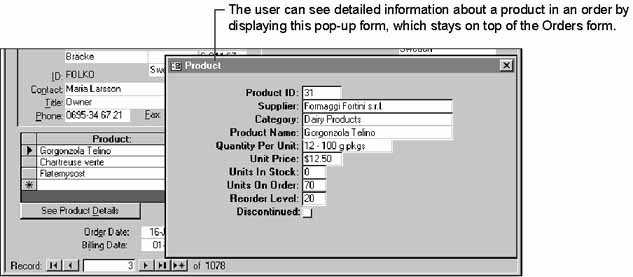 The user can see detailed information about a product in an order by
displaying this pop-up form, which stays on top of the Orders form.
Bräcke
ID: FOLKO
Contact: Maria Larsson
Title: Owner
Phone: 0695-34 67 21 Fax
Product:
Gorgonzola Telino
Chartreuse verte
Fløtemysost
See Product Details
Order Date: 16-J
Billing Date: 01-
Record: 3 of 1078
Product
Product ID: 31
Supplier: Formaggi Fortini s.r.l.
Category: Dairy Products
Product Name: Gorgonzola Telino
Quantity Per Unit: 12 - 100 g pkgs
Unit Price: $12.50
Units In Stock: 0
Units On Order: 70
Reorder Level: 20
Discontinued: